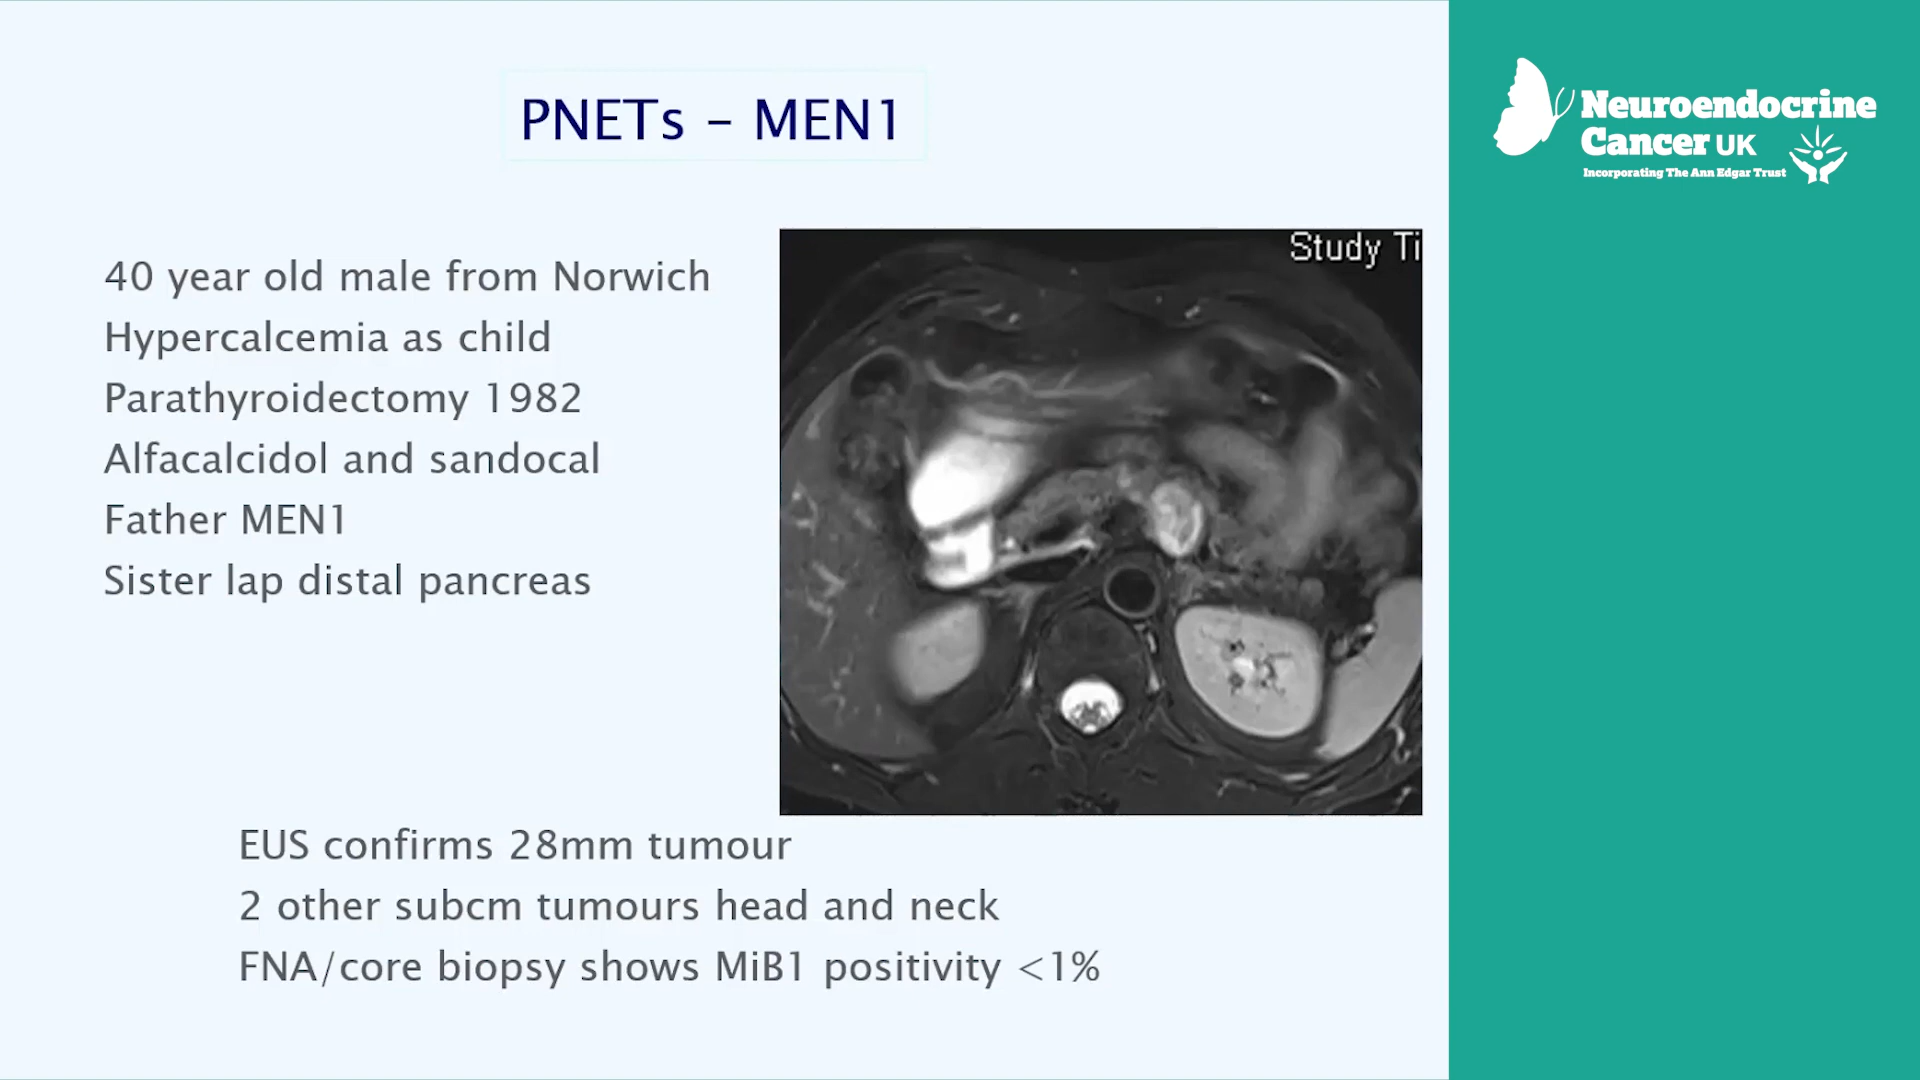 PNETs – MEN1
40 year old male from Norwich
Hypercalcemia as child
Parathyroidectomy 1982
Alfacalcidol and sandocal
Father MEN1
Sister lap distal pancreas
Study Ti
EUS confirms 28mm tumour
2 other subcm tumours head and neck
FNA/core biopsy shows MiB1 positivity <1%
Neuroendocrine
Cancer UK
Incorporating The Ann Edgar Trust